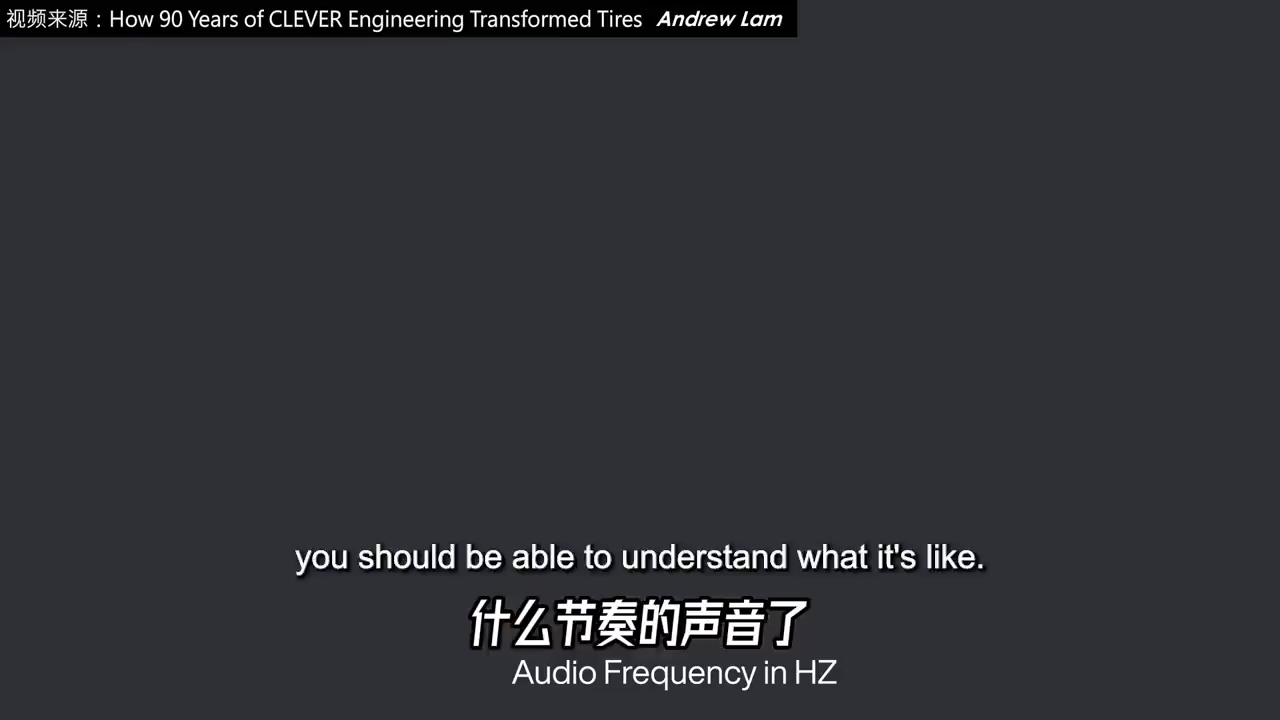 视频来源：How 90 Years of CLEVER Engineering Transformed Tires Andrew Lam
you should be able to understand what it's like.
什么节奏的声音了
Audio Frequency in HZ